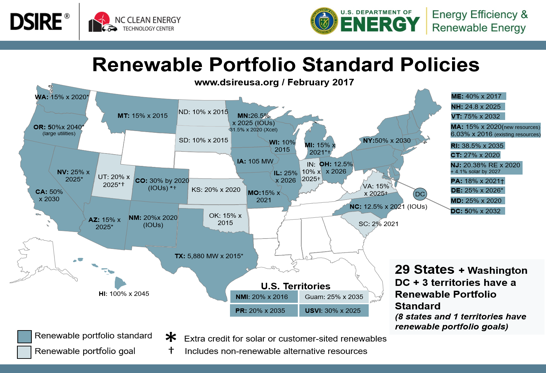 DSIRE®
NC CLEAN ENERGY
TECHNOLOGY CENTER
U.S. DEPARTMENT OF
ENERGY
Energy Efficiency &
Renewable Energy
Renewable Portfolio Standard Policies
www.dsireusa.org / February 2017
WA: 15% x 2020*
OR: 50%x 2040*
(large utilities)
CA: 50%
x 2030
NV: 25% x
2025*
AZ: 15% x
2025*
UT: 20% x
2025*†
MT: 15% x 2015
CO: 30% by 2020
(IOUs) *†
NM: 20%x 2020
(IOUs)
ND: 10% x 2015
SD: 10% x 2015
KS: 20% x 2020
OK: 15% x
2015
TX: 5,880 MW x 2015*
HI: 100% x 2045
MN:26.5%
x 2025 (IOUs)
31.5% x 2020 (Xcel)
IA: 105 MW
MO:15% x
2021
WI: 10%
2015
IL: 25%
x 2026
MI: 15% x
2021*†
IN:
10% x
2025†
OH: 12.5%
x 2026
NY:50% x 2030
VA: 15%
x 2025†
NC: 12.5% x 2021 (IOUs)
SC: 2% 2021
DC
ME: 40% x 2017
NH: 24.8 x 2025
VT: 75% x 2032
MA: 15% x 2020(new resources)
6.03% x 2016 (existing resources)
RI: 38.5% x 2035
CT: 27% x 2020
NJ: 20.38% RE x 2020
+ 4.1% solar by 2027
PA: 18% x 2021†
DE: 25% x 2026*
MD: 25% x 2020
DC: 50% x 2032
U.S. Territories
NMI: 20% x 2016
Guam: 25% x 2035
PR: 20% x 2035
USVI: 30% x 2025
29 States + Washington
DC + 3 territories have a
Renewable Portfolio
Standard
(8 states and 1 territories have
renewable portfolio goals)
Renewable portfolio standard
Renewable portfolio goal
* Extra credit for solar or customer-sited renewables
† Includes non-renewable alternative resources